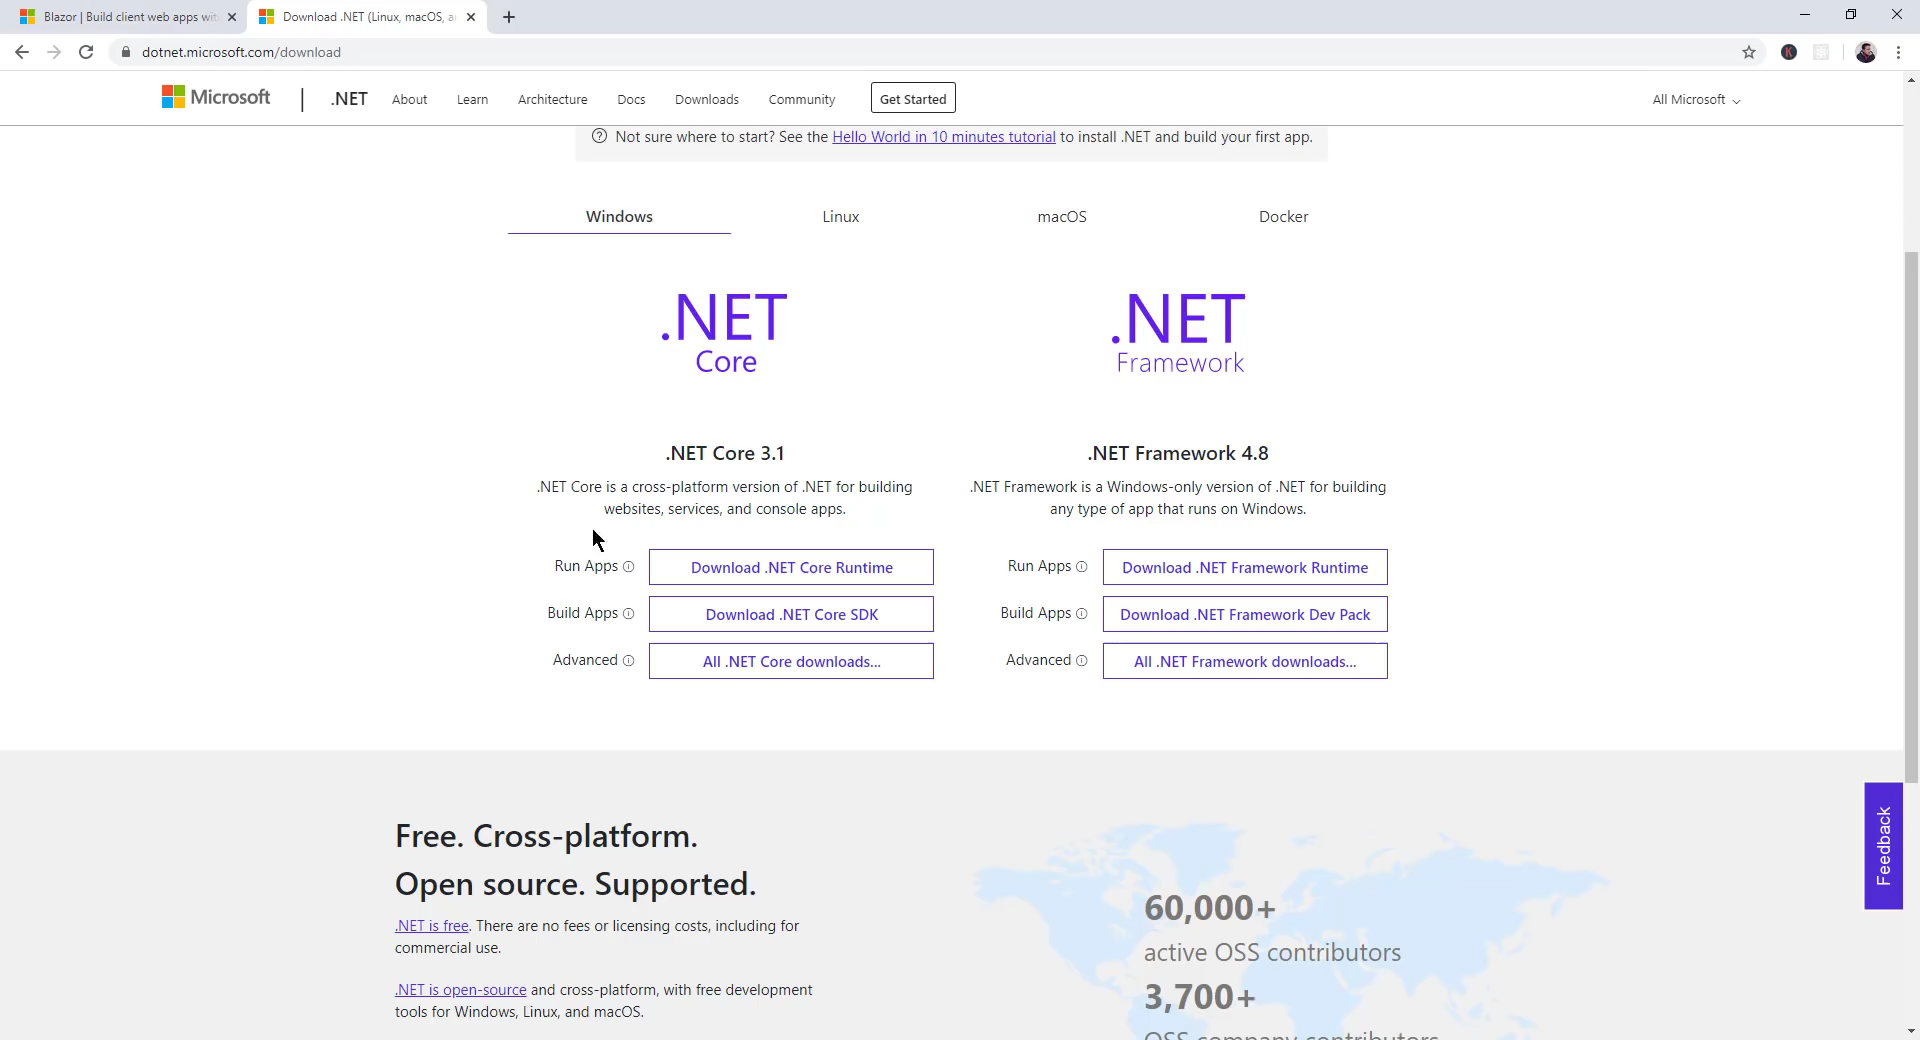 Blazor | Build client web apps wit
Download .NET (Linux, macOS, a
dotnet.microsoft.com/download
K
Microsoft
.NET
About
Learn
Architecture
Docs
Downloads
Community
Get Started
All Microsoft
Not sure where to start? See the Hello World in 10 minutes tutorial to install .NET and build your first app.
Windows
Linux
macOS
Docker
.NET
Core
.NET
Framework
.NET Core 3.1
.NET Core is a cross-platform version of .NET for building
websites, services, and console apps.
Run Apps
Download .NET Core Runtime
Build Apps
Download .NET Core SDK
Advanced
All .NET Core downloads...
.NET Framework 4.8
.NET Framework is a Windows-only version of .NET for building
any type of app that runs on Windows.
Run Apps
Download .NET Framework Runtime
Build Apps
Download .NET Framework Dev Pack
Advanced
All .NET Framework downloads...
Feedback
Free. Cross-platform.
Open source. Supported.
.NET is free. There are no fees or licensing costs, including for
commercial use.
.NET is open-source and cross-platform, with free development
tools for Windows, Linux, and macOS.
60,000+
active OSS contributors
3,700+
OSS company contributors